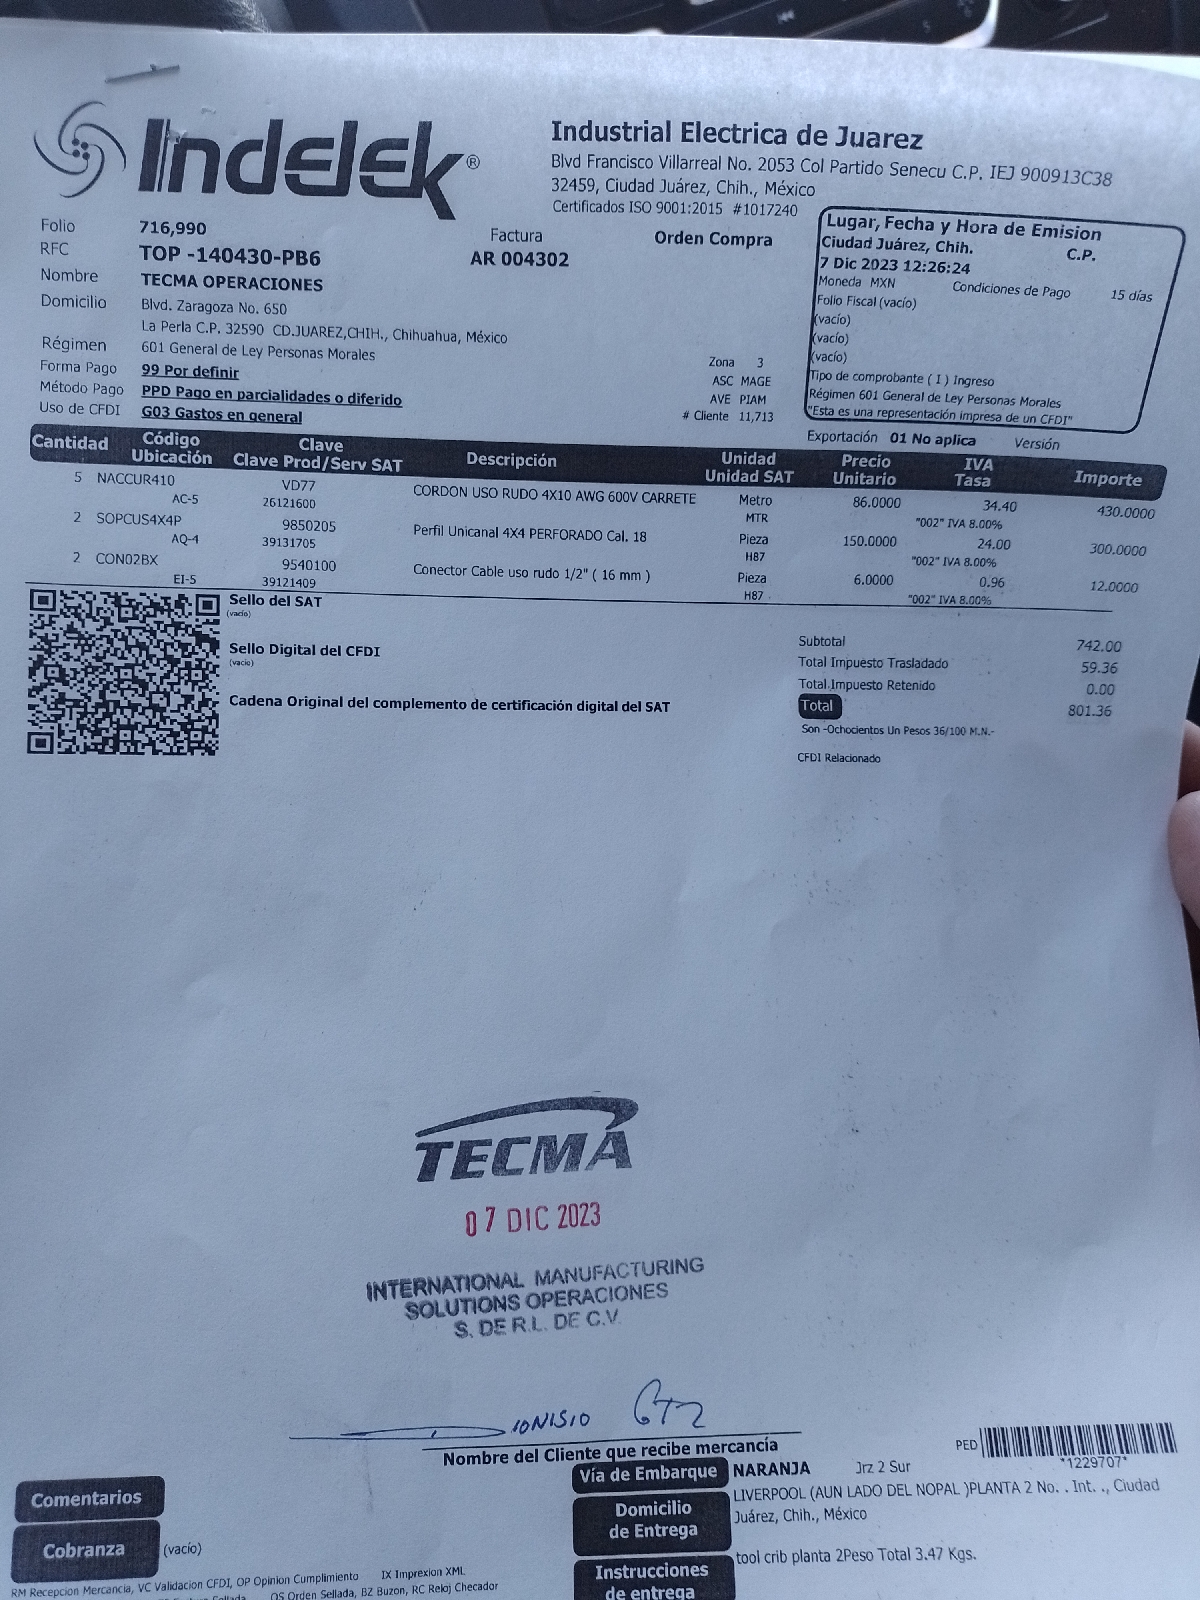 Indelek®
Industrial Electrica de Juarez
Blvd Francisco Villarreal No. 2053 Col Partido Senecu C.P. IEJ 900913C38
32459, Ciudad Juárez, Chih., México
Certificados ISO 9001:2015 #1017240
Folio 716,990 Factura Orden Compra
RFC TOP -140430-PB6 AR 004302
Nombre TECMA OPERACIONES
Domicilio Blvd. Zaragoza No. 650
La Perla C.P. 32590 CD.JUAREZ,CHIH., Chihuahua, México
Régimen 601 General de Ley Personas Morales
Forma Pago 99 Por definir
Método Pago PPD Pago en parcialidades o diferido
Uso de CFDI G03 Gastos en general
Zona 3
ASC MAGE
AVE PIAM
# Cliente 11,713
Lugar, Fecha y Hora de Emision
Ciudad Juárez, Chih. C.P.
7 Dic 2023 12:26:24
Moneda MXN Condiciones de Pago 15 días
Folio Fiscal (vacío)
(vacío)
(vacío)
(vacío)
Tipo de comprobante ( I ) Ingreso
Régimen 601 General de Ley Personas Morales
"Esta es una representación impresa de un CFDI"
Exportación 01 No aplica Versión
Cantidad Código Ubicación Clave Clave Prod/Serv SAT Descripción Unidad Unidad SAT Precio Unitario IVA Tasa Importe
5 NACCUR410 VD77 CORDON USO RUDO 4X10 AWG 600V CARRETE Metro 86.0000 34.40 430.0000
AC-5 26121600 MTR "002" IVA 8.00%
2 SOPCUS4X4P 9850205 Perfil Unicanal 4X4 PERFORADO Cal. 18 Pieza 150.0000 24.00 300.0000
AQ-4 39131705 H87 "002" IVA 8.00%
2 CON02BX 9540100 Conector Cable uso rudo 1/2" ( 16 mm ) Pieza 6.0000 0.96 12.0000
EI-5 39121409 H87 "002" IVA 8.00%
Sello del SAT
(vacío)
Sello Digital del CFDI
(vacío)
Cadena Original del complemento de certificación digital del SAT
Subtotal 742.00
Total Impuesto Trasladado 59.36
Total Impuesto Retenido 0.00
Total 801.36
Son -Ochocientos Un Pesos 36/100 M.N.-
CFDI Relacionado
TECMA
07 DIC 2023
INTERNATIONAL MANUFACTURING
SOLUTIONS OPERACIONES
S. DE R.L. DE C.V.
DIONISIO GTZ
Nombre del Cliente que recibe mercancía
PED *1229707*
Vía de Embarque NARANJA Jrz 2 Sur
Domicilio de Entrega LIVERPOOL (AUN LADO DEL NOPAL )PLANTA 2 No. . Int. ., Ciudad
Juárez, Chih., México
Instrucciones de entrega tool crib planta 2Peso Total 3.47 Kgs.
Comentarios
Cobranza (vacío)
RM Recepcion Mercancia, VC Validacion CFDI, OP Opinion Cumplimiento IX Impresion XML
OS Orden Sellada, BZ Buzon, RC Reloj Checador